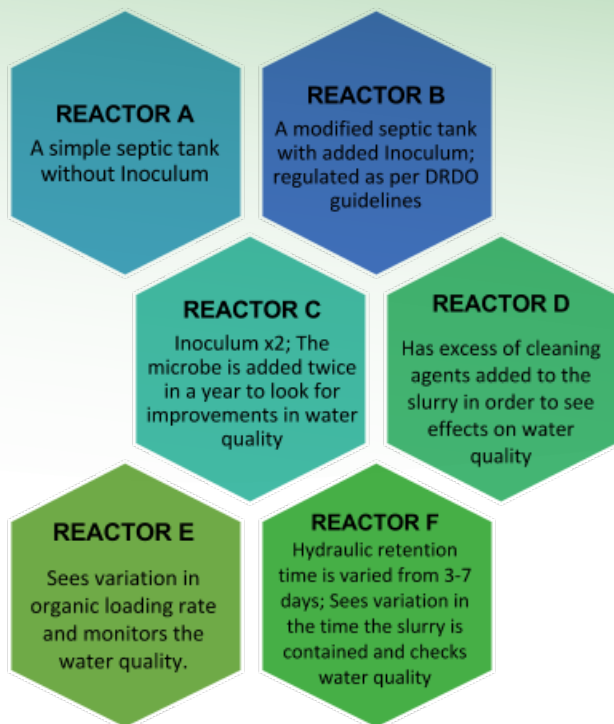 REACTOR A
A simple septic tank
without Inoculum
REACTOR B
A modified septic tank
with added Inoculum;
regulated as per DRDO
guidelines
REACTOR C
Inoculum x2; The
microbe is added twice
in a year to look for
improvements in water
quality
REACTOR D
Has excess of cleaning
agents added to the
slurry in order to see
effects on water
quality
REACTOR E
Sees variation in
organic loading rate
and monitors the
water quality.
REACTOR F
Hydraulic retention
time is varied from 3-7
days; Sees variation in
the time the slurry is
contained and checks
water quality